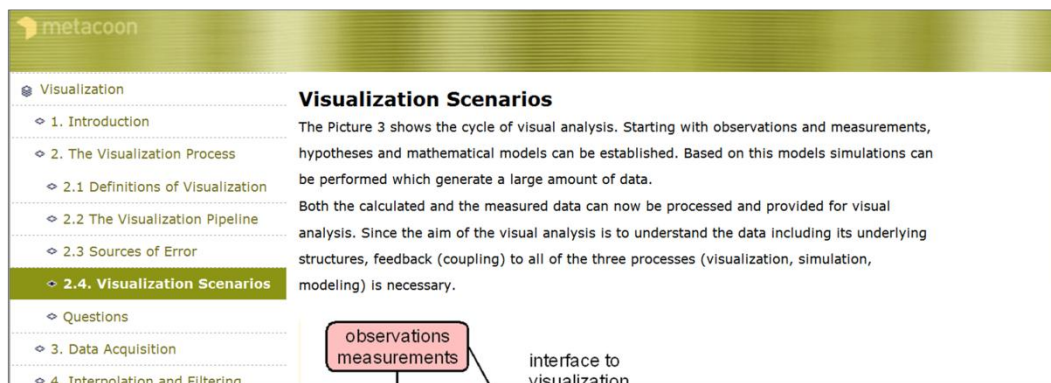 metacoon
Visualization
1. Introduction
2. The Visualization Process
2.1 Definitions of Visualization
2.2 The Visualization Pipeline
2.3 Sources of Error
2.4. Visualization Scenarios
Questions
3. Data Acquisition
4. Interpolation and Filtering
Visualization Scenarios
The Picture 3 shows the cycle of visual analysis. Starting with observations and measurements,
hypotheses and mathematical models can be established. Based on this models simulations can
be performed which generate a large amount of data.
Both the calculated and the measured data can now be processed and provided for visual
analysis. Since the aim of the visual analysis is to understand the data including its underlying
structures, feedback (coupling) to all of the three processes (visualization, simulation,
modeling) is necessary.
observations
measurements
interface to
visualization